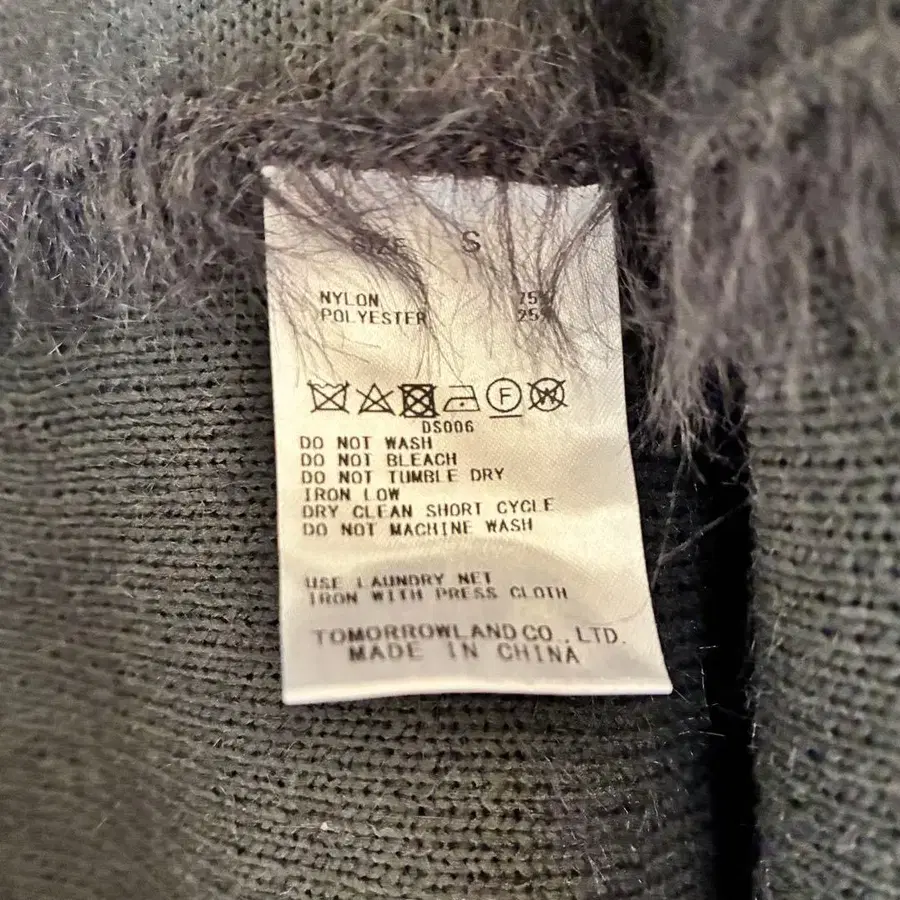 SIZE S
NYLON 75%
POLYESTER 25%
F W
DS006
DO NOT WASH
DO NOT BLEACH
DO NOT TUMBLE DRY
IRON LOW
DRY CLEAN SHORT CYCLE
DO NOT MACHINE WASH
USE LAUNDRY NET
IRON WITH PRESS CLOTH
TOMORROWLAND CO.,LTD.
MADE IN CHINA